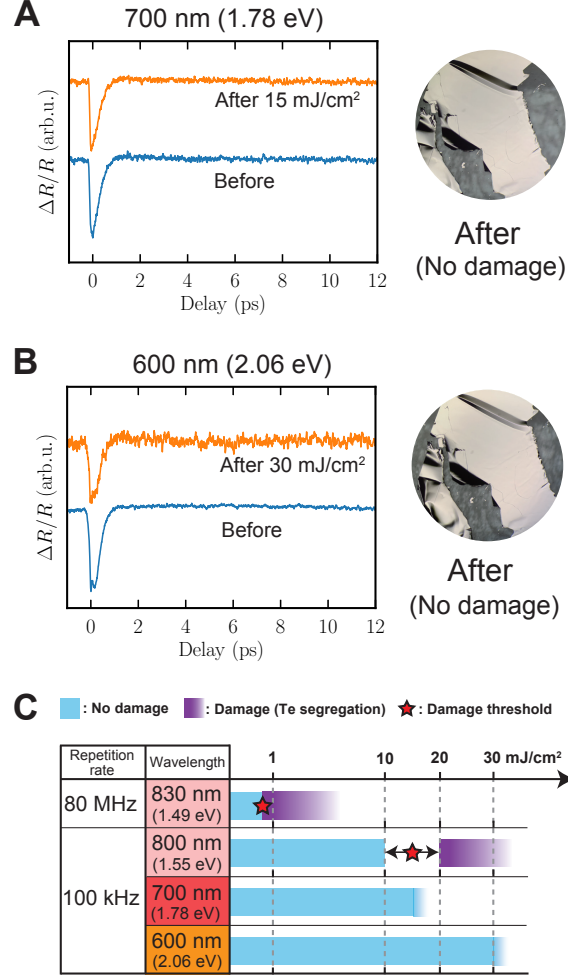 A
700 nm (1.78 eV)
ΔR/R (arb.u.)
After 15 mJ/cm²
Before
0 2 4 6 8 10 12
Delay (ps)
After
(No damage)
B
600 nm (2.06 eV)
ΔR/R (arb.u.)
After 30 mJ/cm²
Before
0 2 4 6 8 10 12
Delay (ps)
After
(No damage)
C
: No damage : Damage (Te segregation) : Damage threshold
Repetition
rate
Wavelength
1 10 20 30 mJ/cm²
80 MHz
830 nm
(1.49 eV)
100 kHz
800 nm
(1.55 eV)
700 nm
(1.78 eV)
600 nm
(2.06 eV)